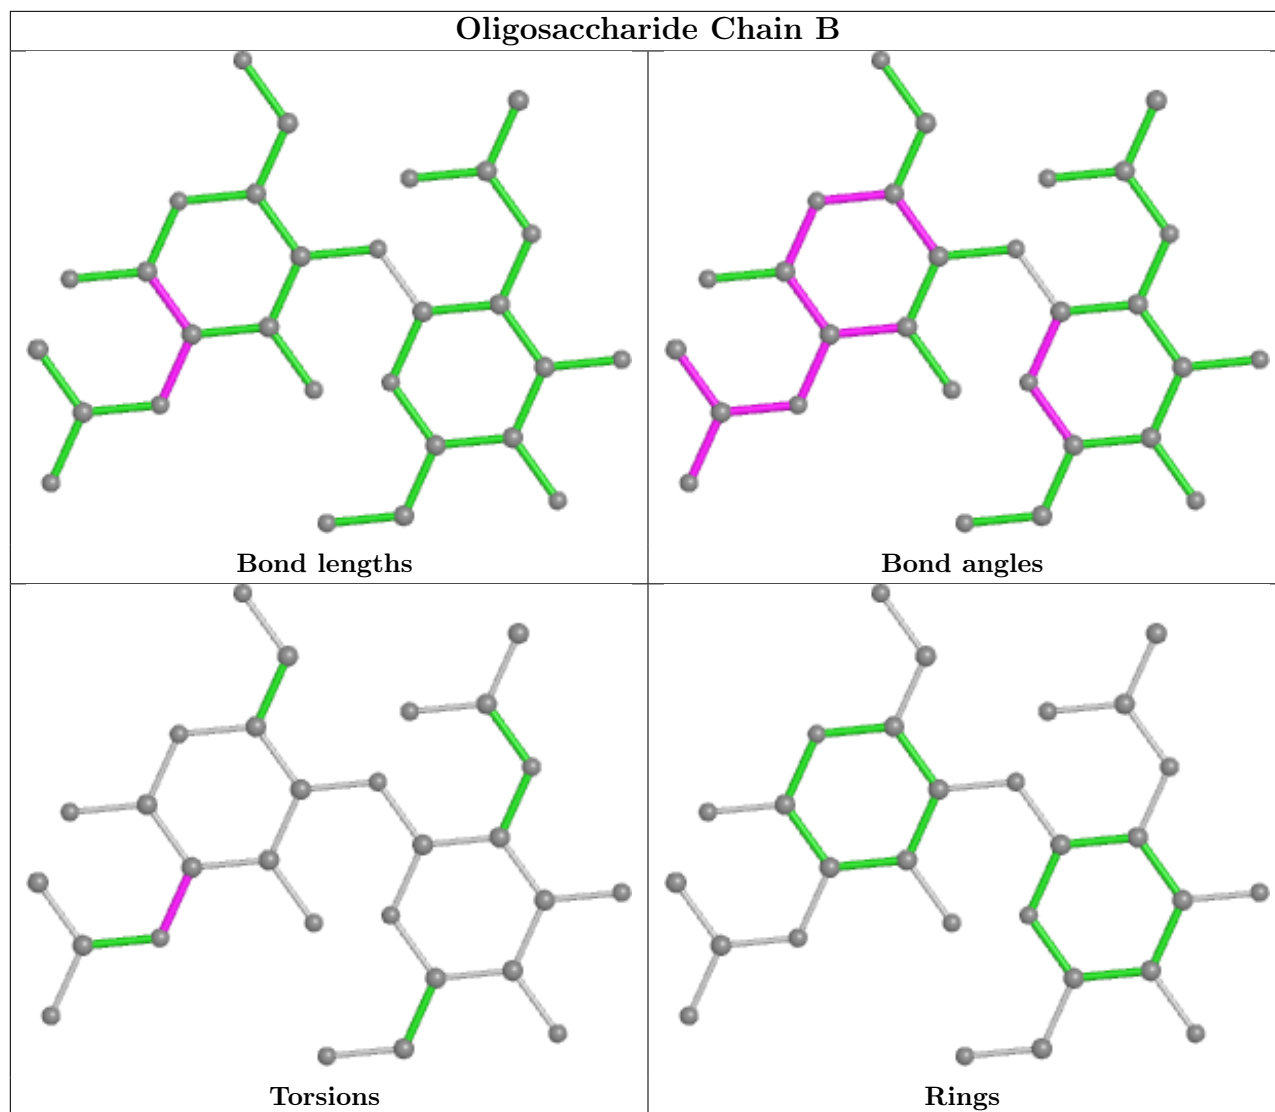 Oligosaccharide Chain B
Bond lengths
Bond angles
Torsions
Rings